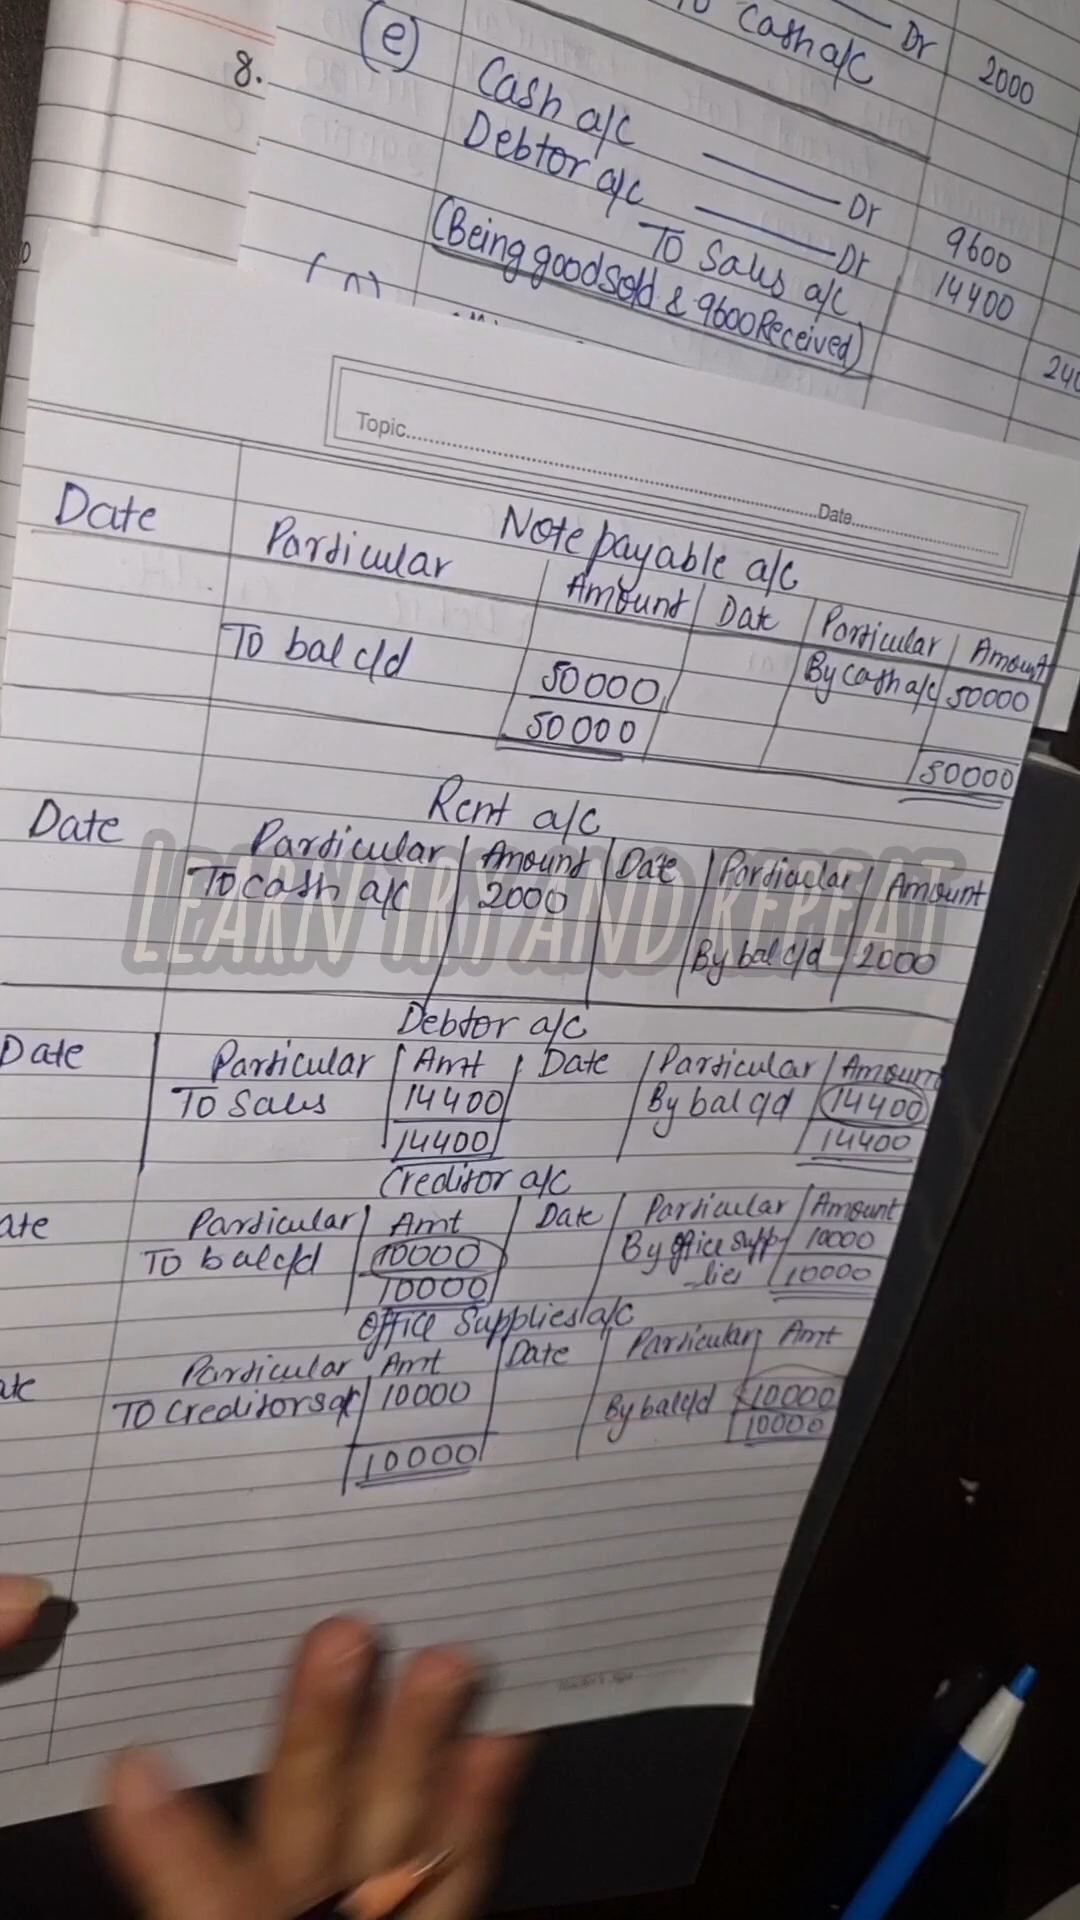 To Cash a/c
Dr 2000
8.
(e) Cash a/c Dr 9600
Debtor a/c Dr 14400
To Sales a/c
(Being good sold & 9600 Received)
Topic Date
Note payable a/c
Date Particular Amount Date Particular Amount
To bal c/d 50000 By cash a/c 50000
50000 50000
Rent a/c
Date Particular Amount Date Particular Amount
To cash a/c 2000
By bal c/d 2000
LEARN TRY AND REPEAT
Debtor a/c
Date Particular Amt Date Particular Amount
To Sales 14400 By bal c/d 14400
14400 14400
Creditor a/c
ate Particular Amt Date Particular Amount
To bal c/d 10000 By office supp- 10000
lies
10000 10000
office Supplies a/c
Particular Amt Date Particular Amt
To Creditors a/c 10000 By bal c/d 10000
10000 10000